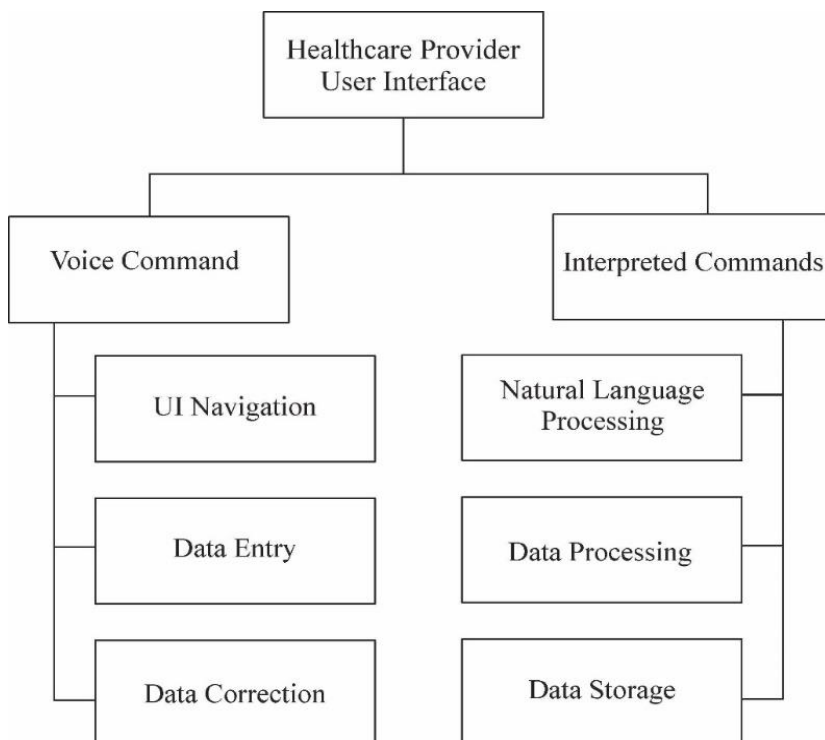 Healthcare Provider
User Interface
Voice Command
Interpreted Commands
UI Navigation
Natural Language
Processing
Data Entry
Data Processing
Data Correction
Data Storage